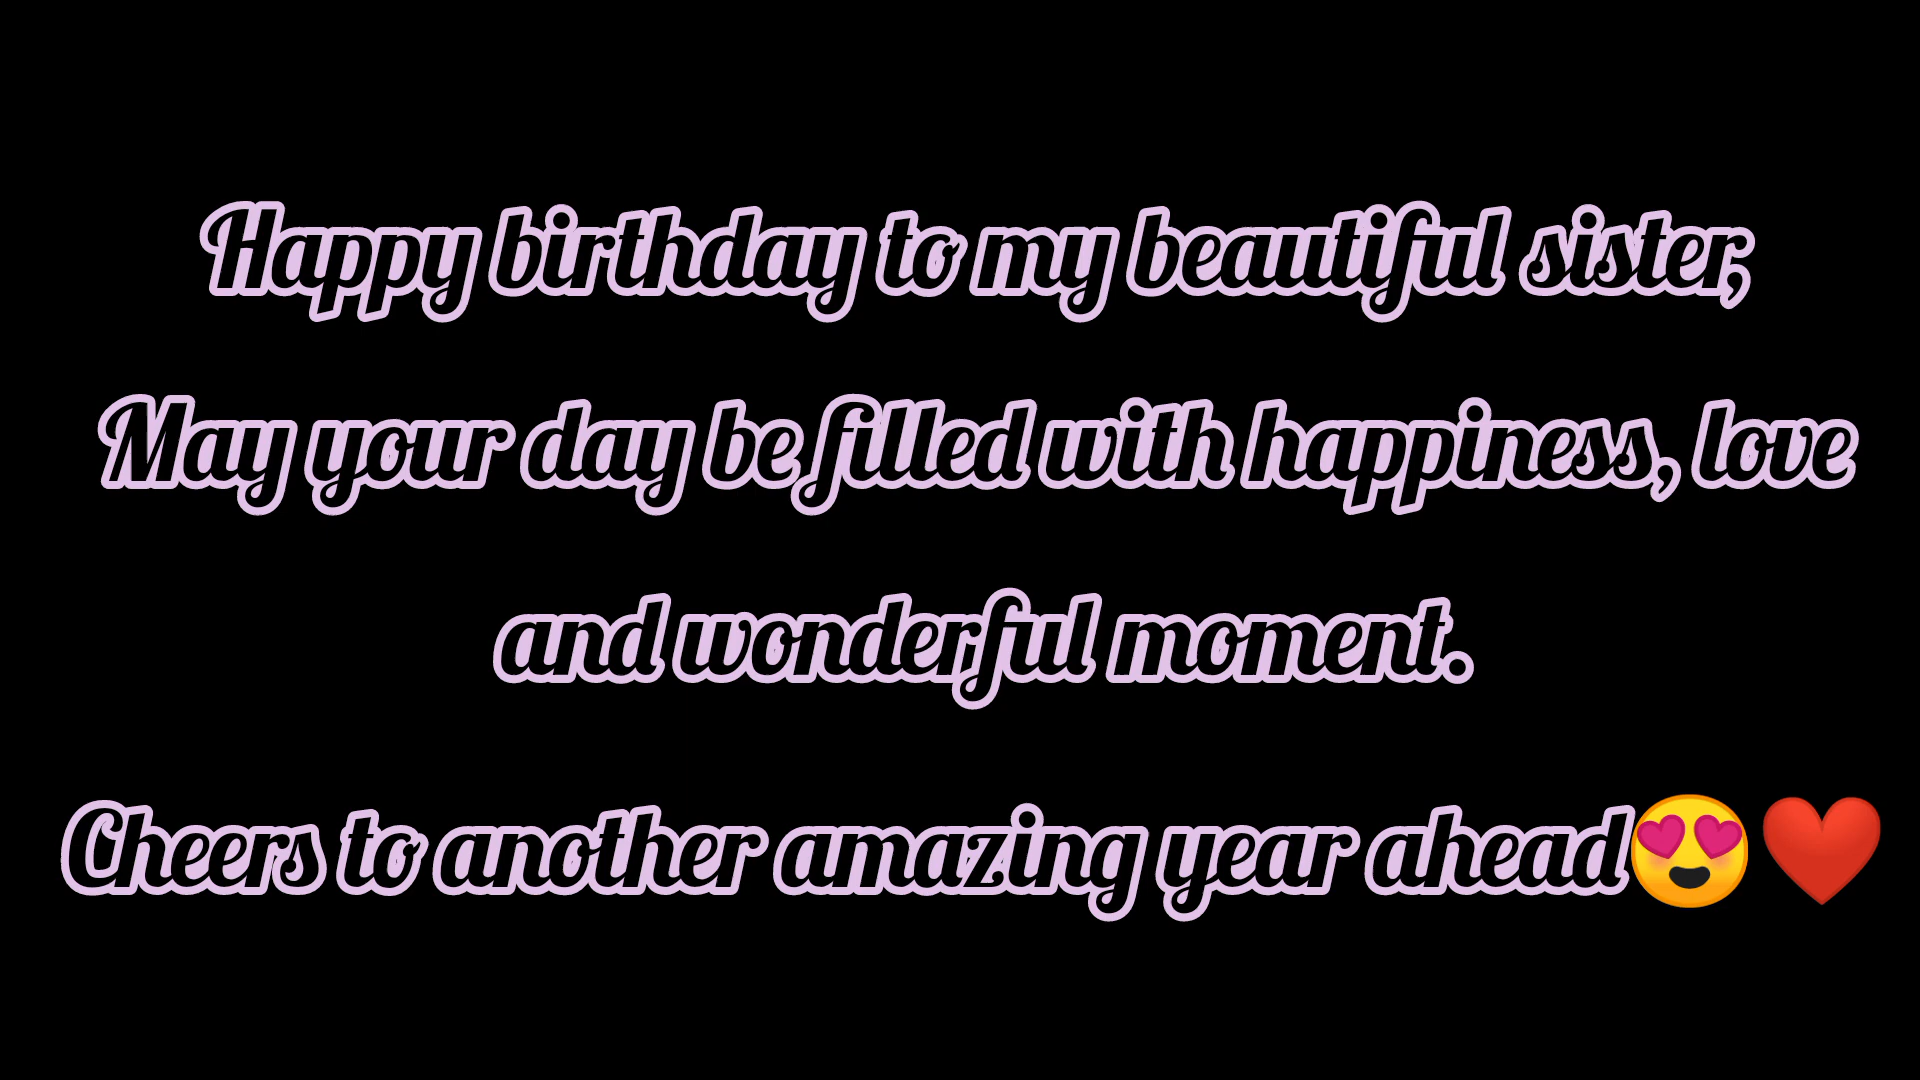 Happy birthday to my beautiful sister,
May your day be filled with happiness, love
and wonderful moment.
Cheers to another amazing year ahead😍❤️